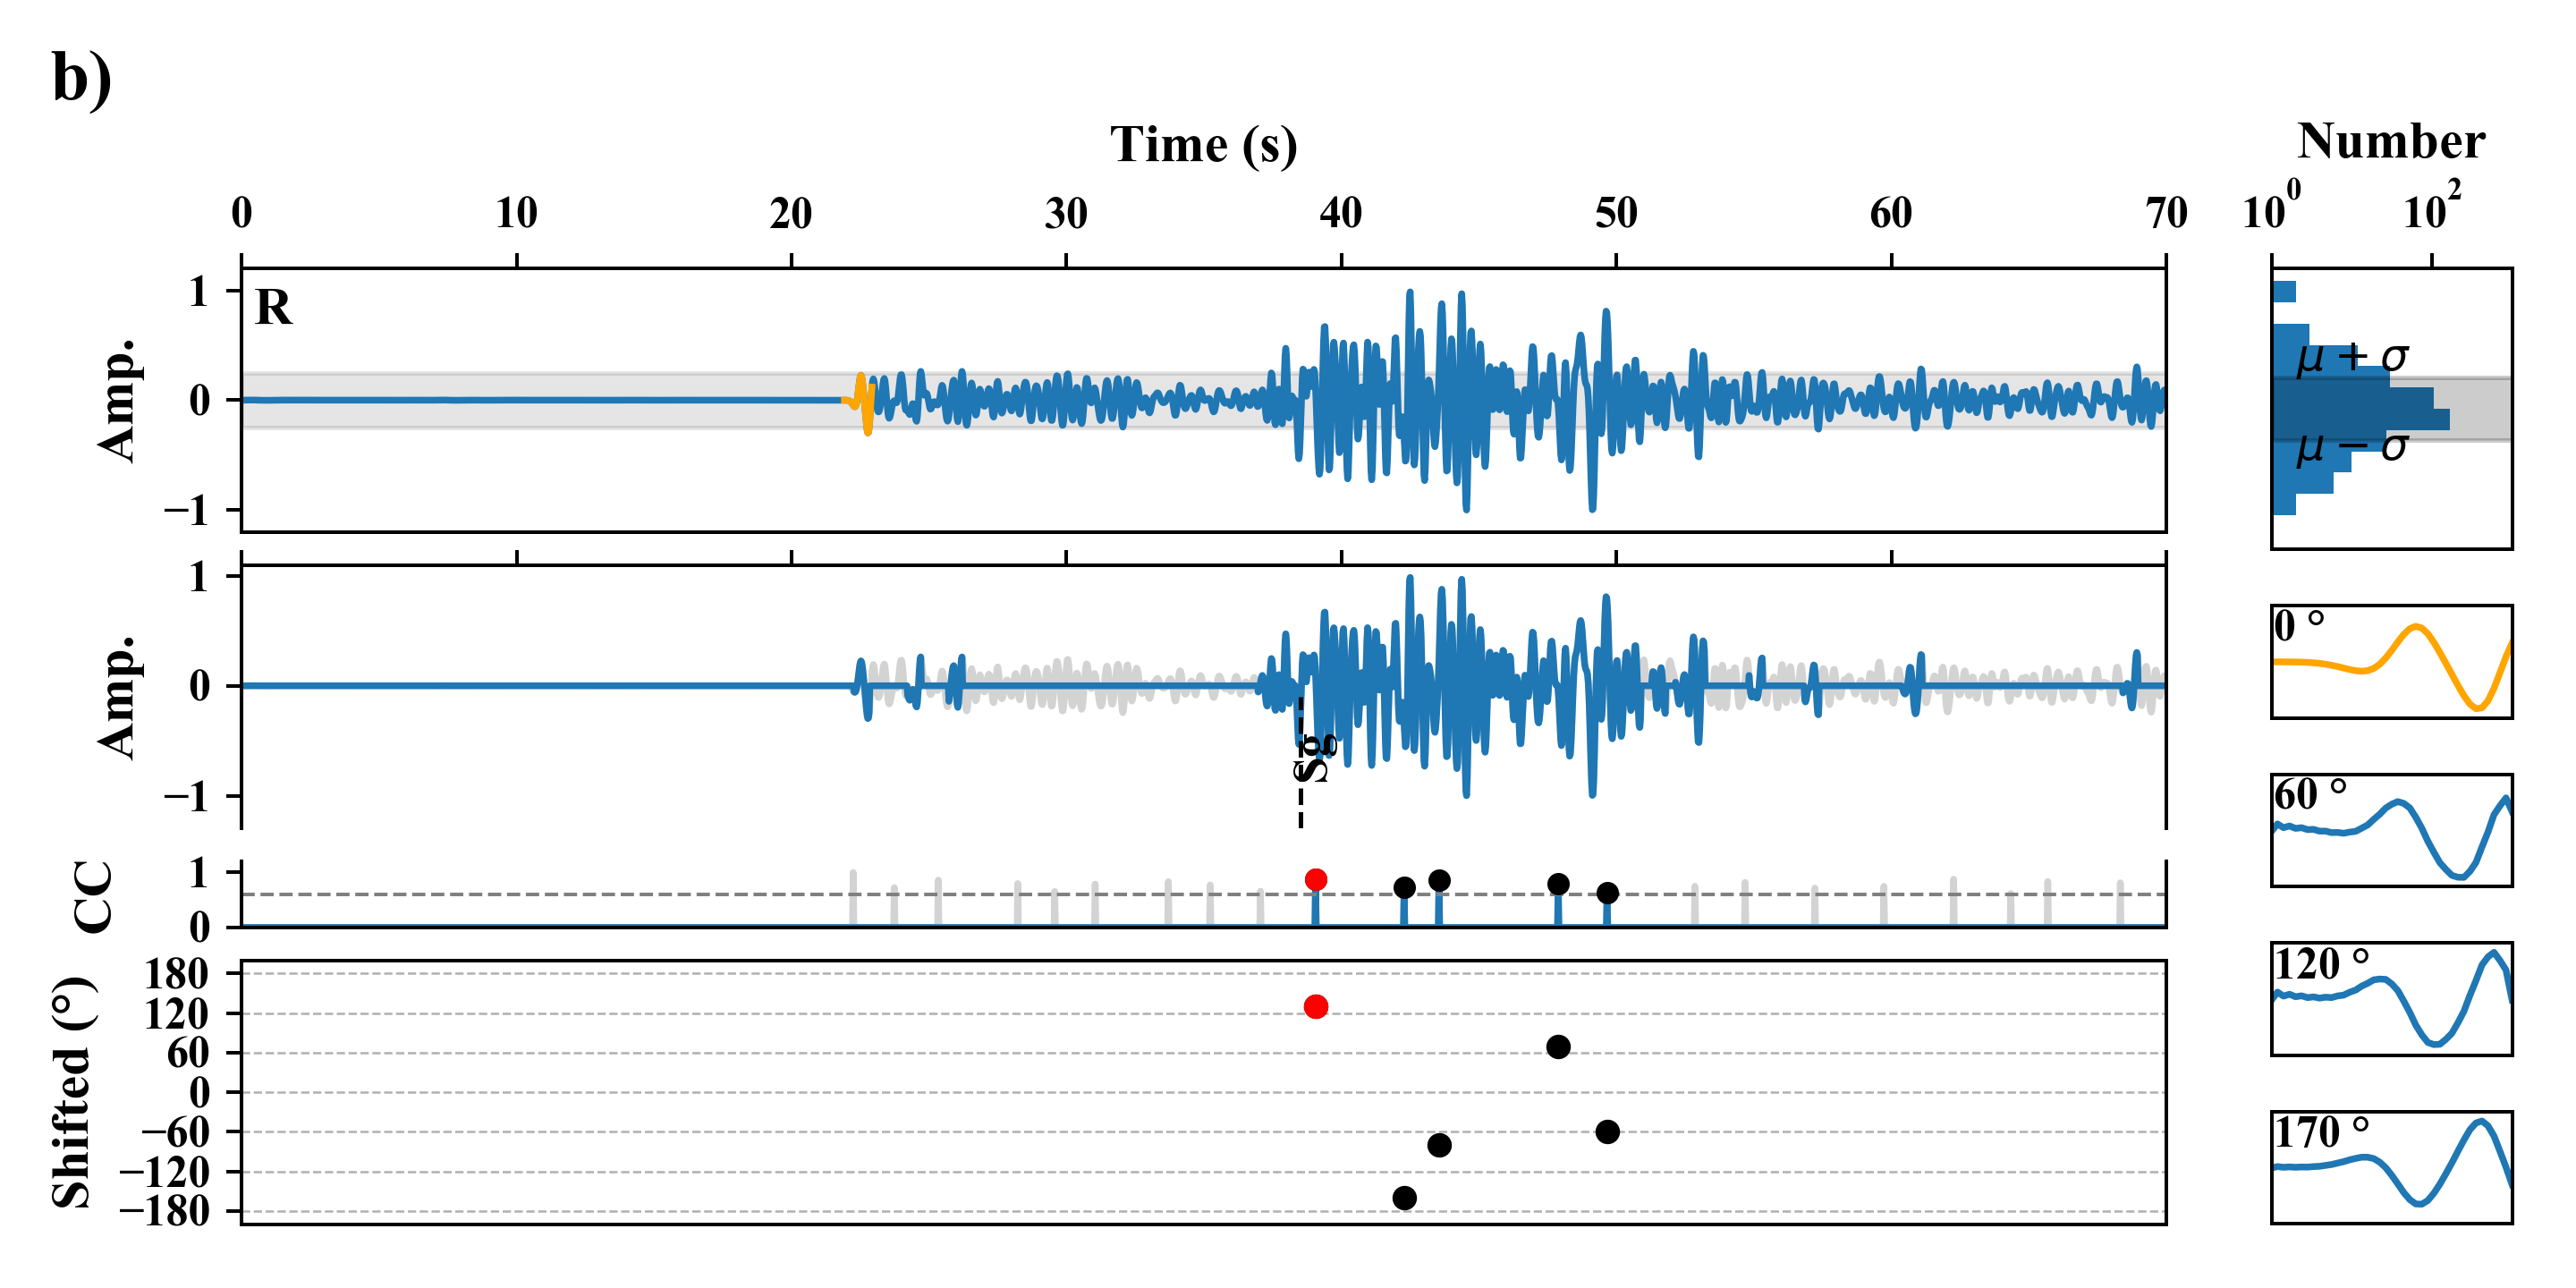 b)
Time (s)
Number
0 10 20 30 40 50 60 70
10^0 10^2
R
Amp.
1
0
−1
μ + σ
μ − σ
Amp.
1
0
−1
Sg
0 °
60 °
CC
1
0
120 °
Shifted (°)
180
120
60
0
−60
−120
−180
170 °